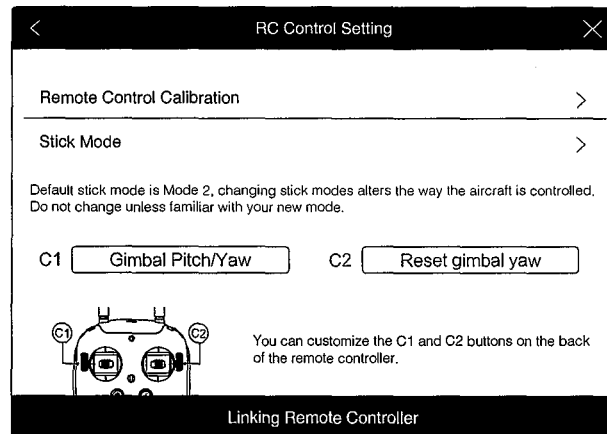 RC Control Setting
Remote Control Calibration
Stick Mode
Default stick mode is Mode 2, changing stick modes alters the way the aircraft is controlled.
Do not change unless familiar with your new mode.
C1 Gimbal Pitch/Yaw C2 Reset gimbal yaw
C1 C2
You can customize the C1 and C2 buttons on the back
of the remote controller.
Linking Remote Controller